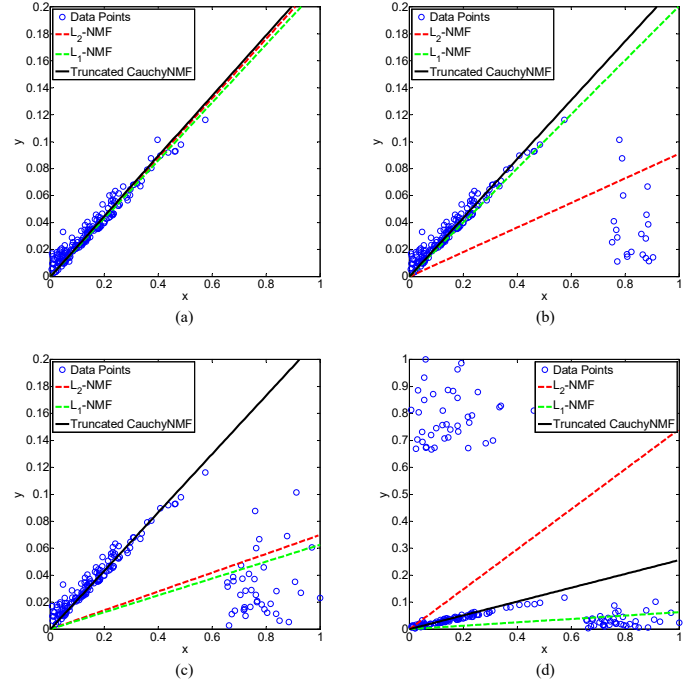 0.2
0.18
0.16
0.14
0.12
0.1
0.08
0.06
0.04
0.02
0
y
Data Points
L2-NMF
L1-NMF
Truncated CauchyNMF
0 0.2 0.4 0.6 0.8 1
x
(a)
0.2
0.18
0.16
0.14
0.12
0.1
0.08
0.06
0.04
0.02
0
y
Data Points
L2-NMF
L1-NMF
Truncated CauchyNMF
0 0.2 0.4 0.6 0.8 1
x
(b)
0.2
0.18
0.16
0.14
0.12
0.1
0.08
0.06
0.04
0.02
0
y
Data Points
L2-NMF
L1-NMF
Truncated CauchyNMF
0 0.2 0.4 0.6 0.8 1
x
(c)
1
0.9
0.8
0.7
0.6
0.5
0.4
0.3
0.2
0.1
0
y
Data Points
L2-NMF
L1-NMF
Truncated CauchyNMF
0 0.2 0.4 0.6 0.8 1
x
(d)